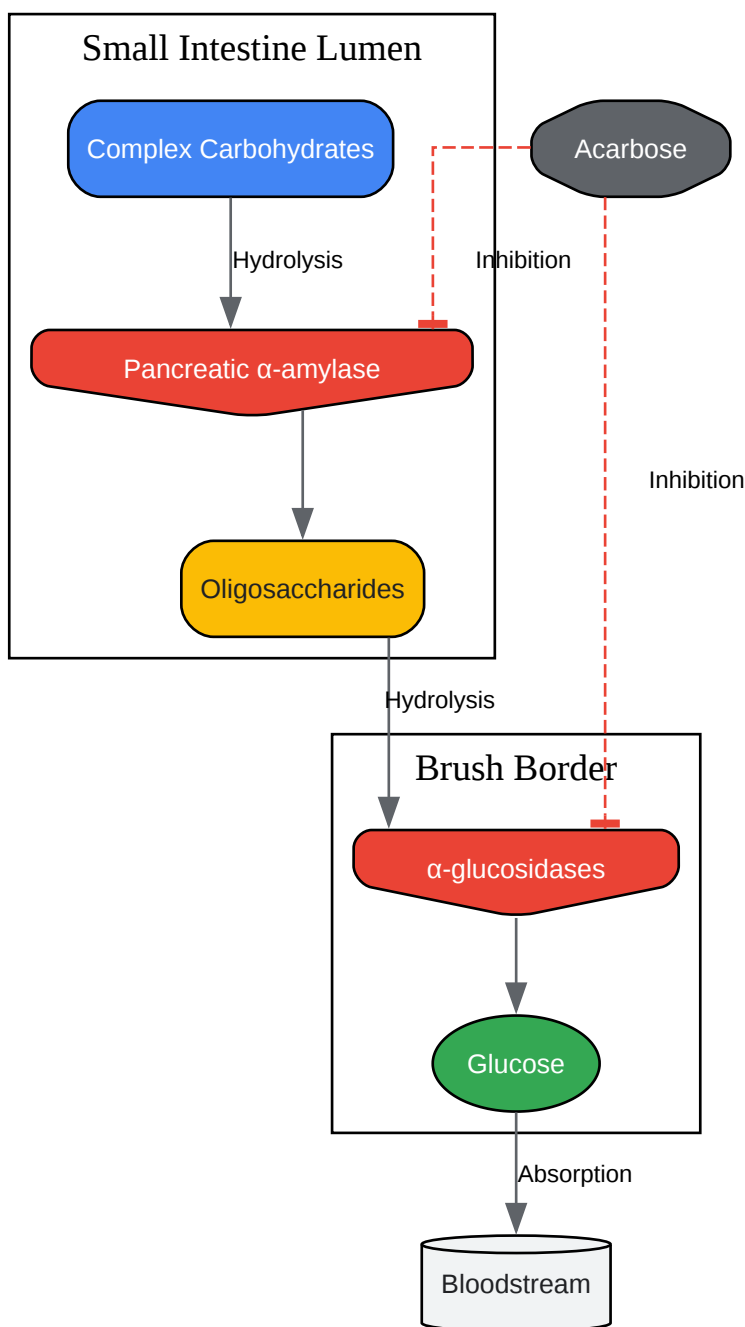 Small Intestine Lumen
Complex Carbohydrates
Acarbose
Hydrolysis
Inhibition
Pancreatic α-amylase
Inhibition
Oligosaccharides
Hydrolysis
Brush Border
α-glucosidases
Glucose
Absorption
Bloodstream